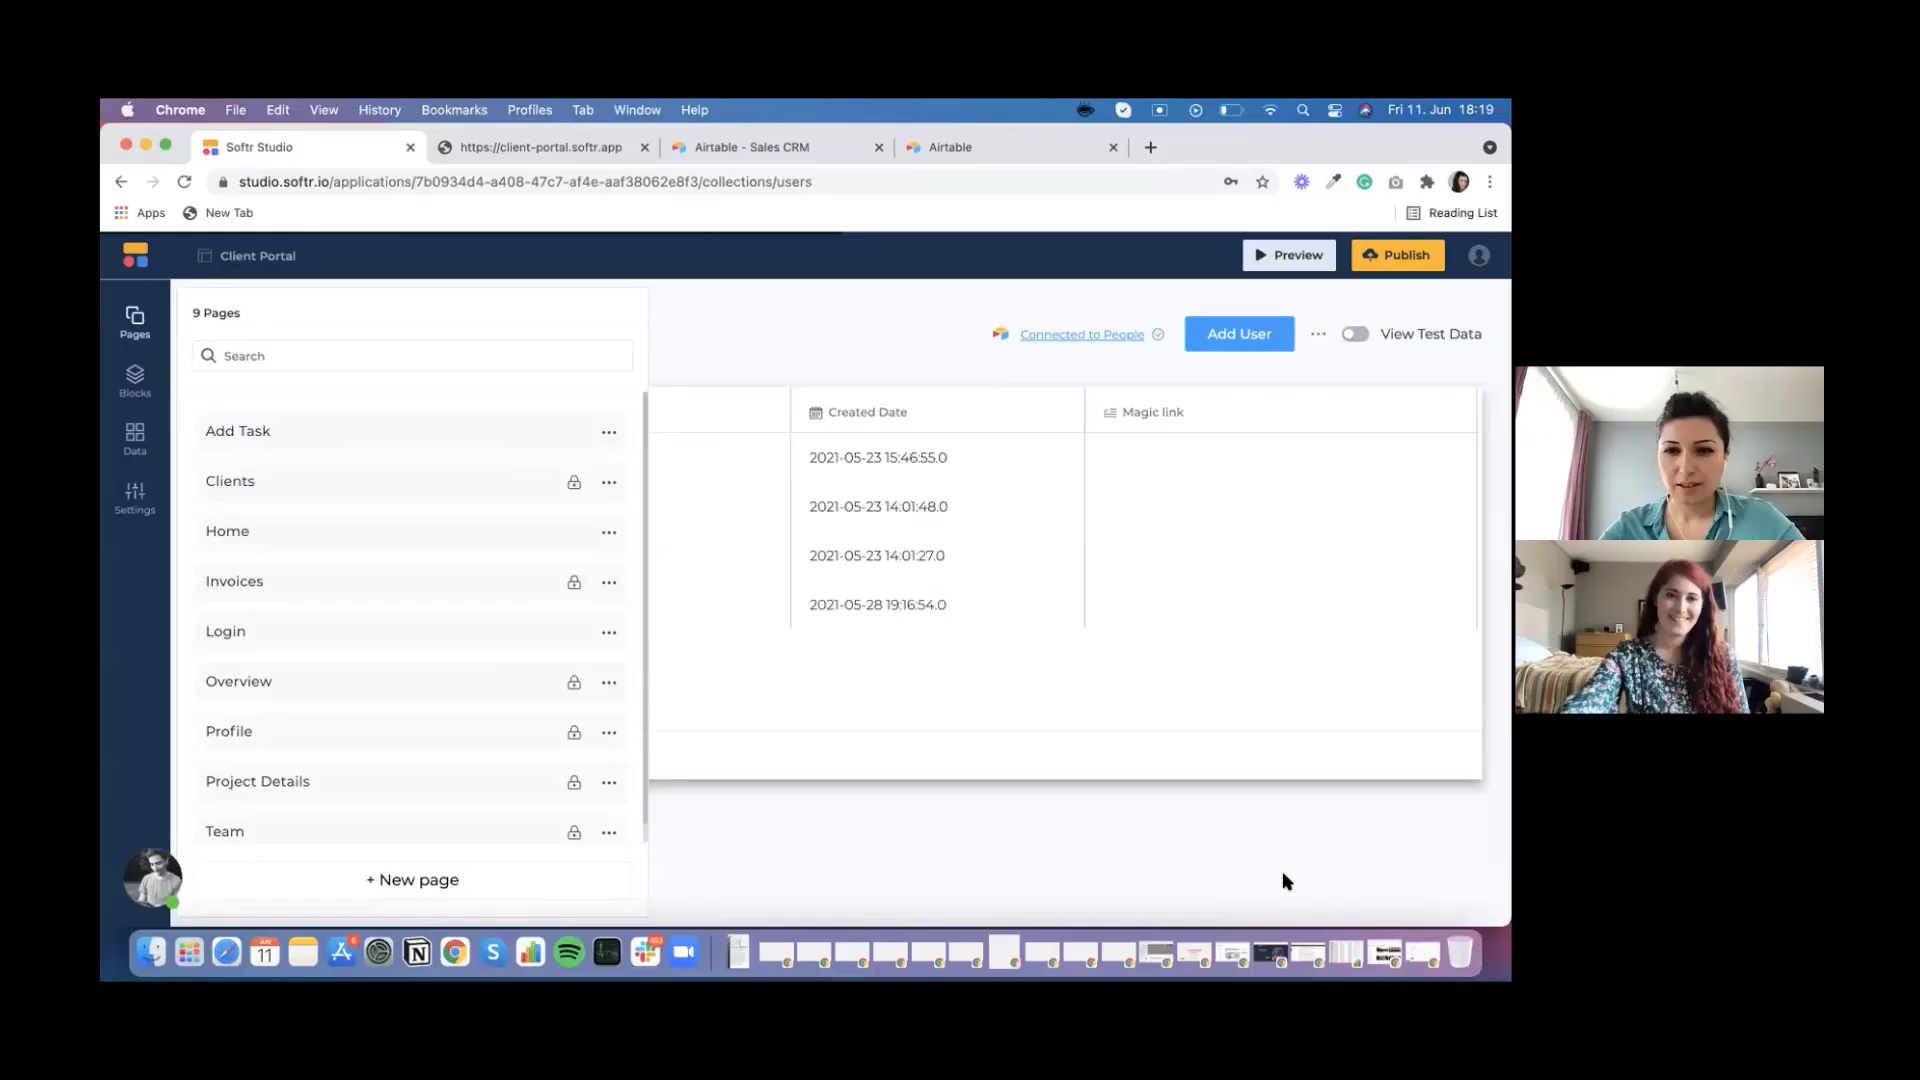 Chrome File Edit View History Bookmarks Profiles Tab Window Help Fri 11. Jun 18:19
Softr Studio https://client-portal.softr.app Airtable - Sales CRM Airtable
studio.softr.io/applications/7b0934d4-a408-47c7-af4e-aaf38062e8f3/collections/users
Apps New Tab Reading List
Client Portal Preview Publish
Pages
Blocks
Data
Settings
9 Pages
Search
Add Task
Clients
Home
Invoices
Login
Overview
Profile
Project Details
Team
+ New page
Connected to People Add User View Test Data
Created Date Magic link
2021-05-23 15:46:55.0
2021-05-23 14:01:48.0
2021-05-23 14:01:27.0
2021-05-28 19:16:54.0
JUN
11
6